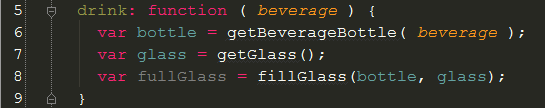 5 drink: function ( beverage ) {
6 var bottle = getBeverageBottle( beverage );
7 var glass = getGlass();
8 var fullGlass = fillGlass(bottle, glass);
9 }